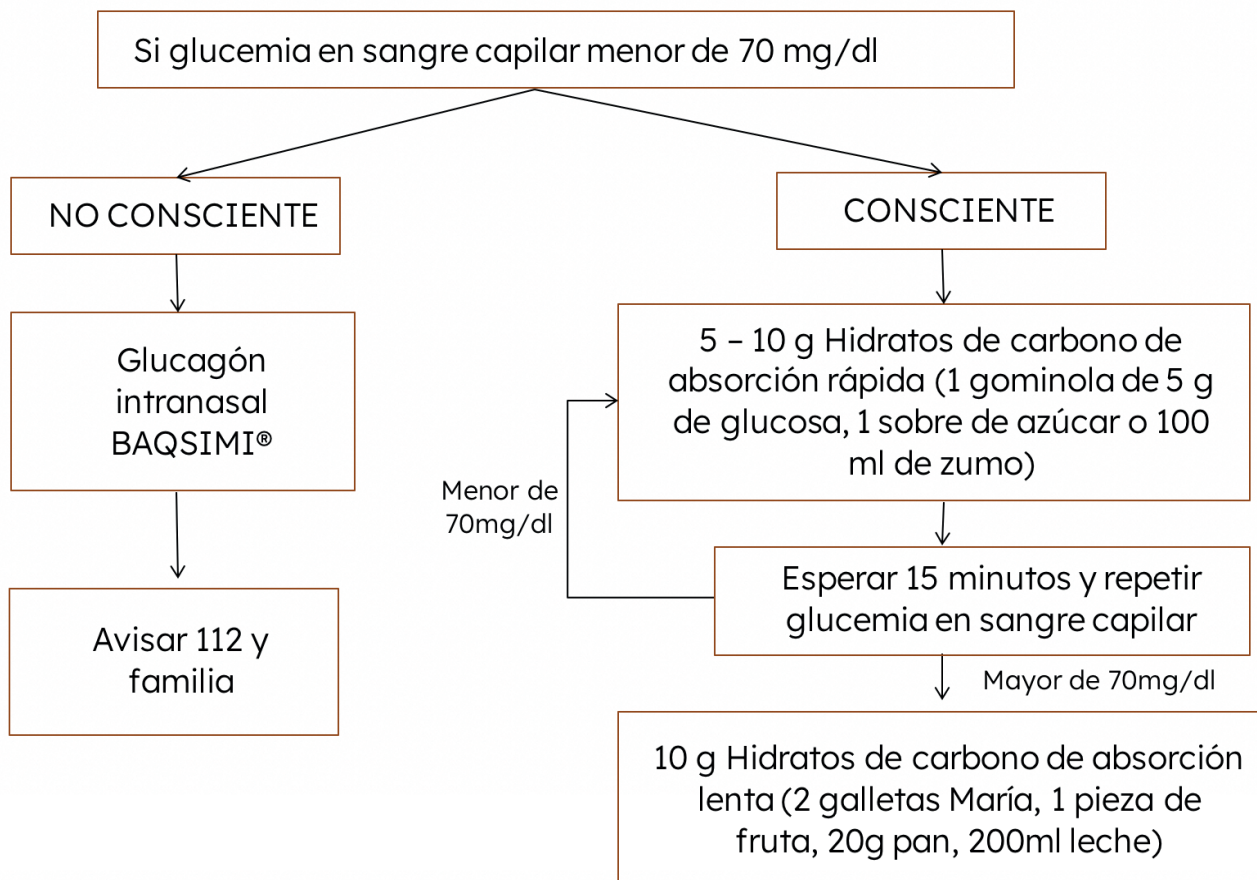 Si glucemia en sangre capilar menor de 70 mg/dl
NO CONSCIENTE
CONSCIENTE
Glucagón
intranasal
BAQSIMI®
Avisar 112 y
familia
5 – 10 g Hidratos de carbono de
absorción rápida (1 gominola de 5 g
de glucosa, 1 sobre de azúcar o 100
ml de zumo)
Menor de
70mg/dl
Esperar 15 minutos y repetir
glucemia en sangre capilar
Mayor de 70mg/dl
10 g Hidratos de carbono de absorción
lenta (2 galletas María, 1 pieza de
fruta, 20g pan, 200ml leche)